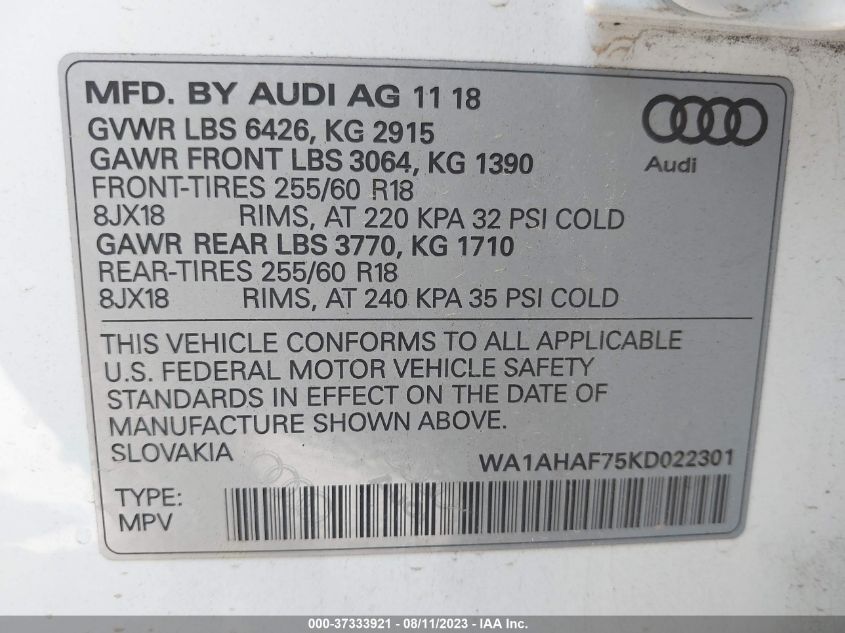 MFD. BY AUDI AG 11 18
GVWR LBS 6426, KG 2915
GAWR FRONT LBS 3064, KG 1390
FRONT-TIRES 255/60 R18
8JX18 RIMS, AT 220 KPA 32 PSI COLD
GAWR REAR LBS 3770, KG 1710
REAR-TIRES 255/60 R18
8JX18 RIMS, AT 240 KPA 35 PSI COLD
Audi
THIS VEHICLE CONFORMS TO ALL APPLICABLE
U.S. FEDERAL MOTOR VEHICLE SAFETY
STANDARDS IN EFFECT ON THE DATE OF
MANUFACTURE SHOWN ABOVE.
SLOVAKIA
WA1AHAF75KD022301
TYPE:
MPV
000-37333921 - 08/11/2023 - IAA Inc.